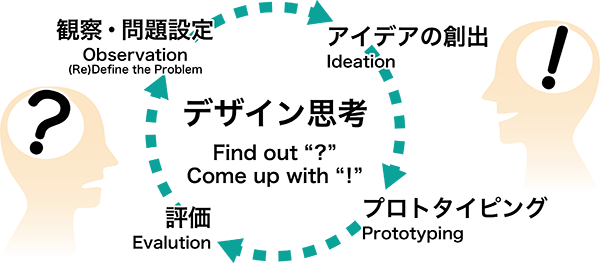 観察・問題設定
Observation
(Re)Define the Problem
アイデアの創出
Ideation
?
!
デザイン思考
Find out “?”
Come up with “!”
プロトタイピング
Prototyping
評価
Evalution